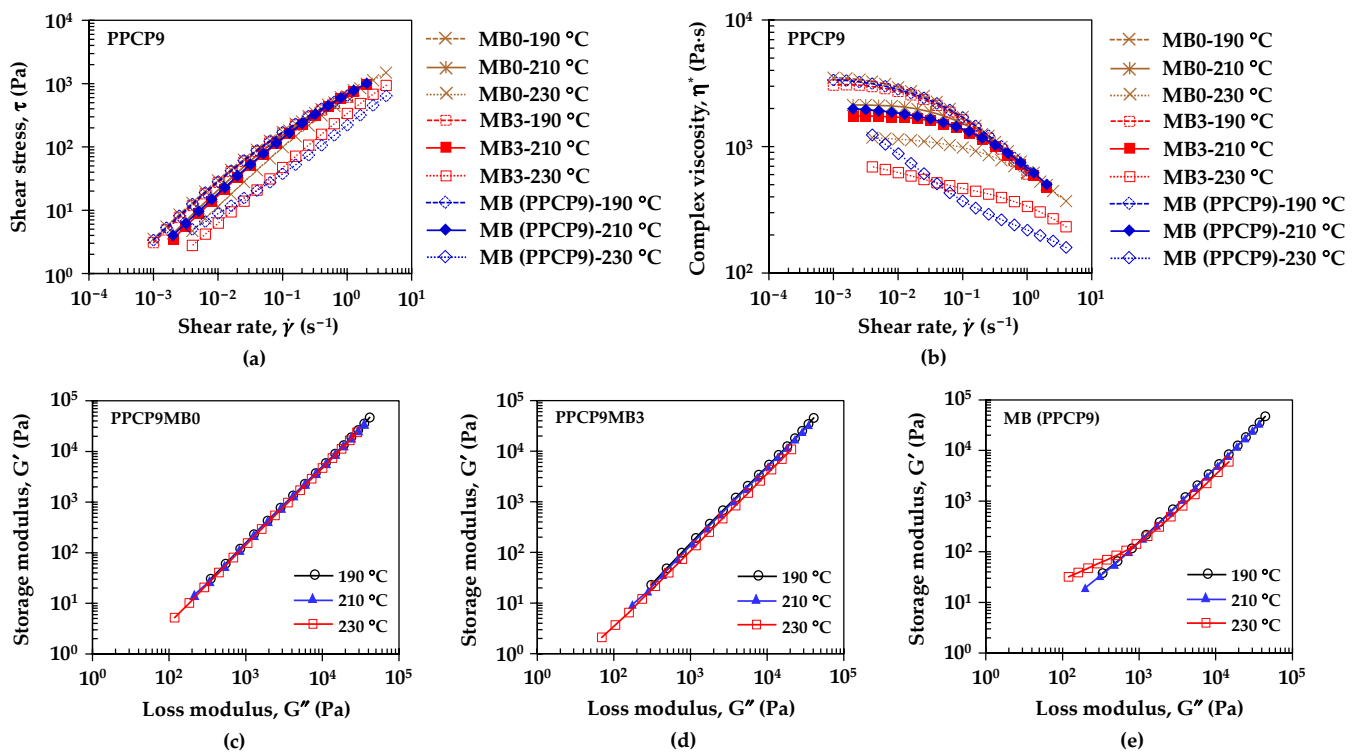 PPCP9
Shear stress, τ (Pa)
10⁴
10³
10²
10¹
10⁰
10⁻⁴
10⁻³
10⁻²
10⁻¹
10⁰
10¹
Shear rate, γ̇ (s⁻¹)
MB0-190 °C
MB0-210 °C
MB0-230 °C
MB3-190 °C
MB3-210 °C
MB3-230 °C
MB (PPCP9)-190 °C
MB (PPCP9)-210 °C
MB (PPCP9)-230 °C
(a)
PPCP9
Complex viscosity, η* (Pa·s)
10⁴
10³
10²
10⁻⁴
10⁻³
10⁻²
10⁻¹
10⁰
10¹
Shear rate, γ̇ (s⁻¹)
MB0-190 °C
MB0-210 °C
MB0-230 °C
MB3-190 °C
MB3-210 °C
MB3-230 °C
MB (PPCP9)-190 °C
MB (PPCP9)-210 °C
MB (PPCP9)-230 °C
(b)
PPCP9MB0
Storage modulus, G′ (Pa)
10⁵
10⁴
10³
10²
10¹
10⁰
10⁰
10¹
10²
10³
10⁴
10⁵
190 °C
210 °C
230 °C
Loss modulus, G″ (Pa)
(c)
PPCP9MB3
Storage modulus, G′ (Pa)
10⁵
10⁴
10³
10²
10¹
10⁰
10⁰
10¹
10²
10³
10⁴
10⁵
190 °C
210 °C
230 °C
Loss modulus, G″ (Pa)
(d)
MB (PPCP9)
Storage modulus, G′ (Pa)
10⁵
10⁴
10³
10²
10¹
10⁰
10⁰
10¹
10²
10³
10⁴
10⁵
190 °C
210 °C
230 °C
Loss modulus, G″ (Pa)
(e)